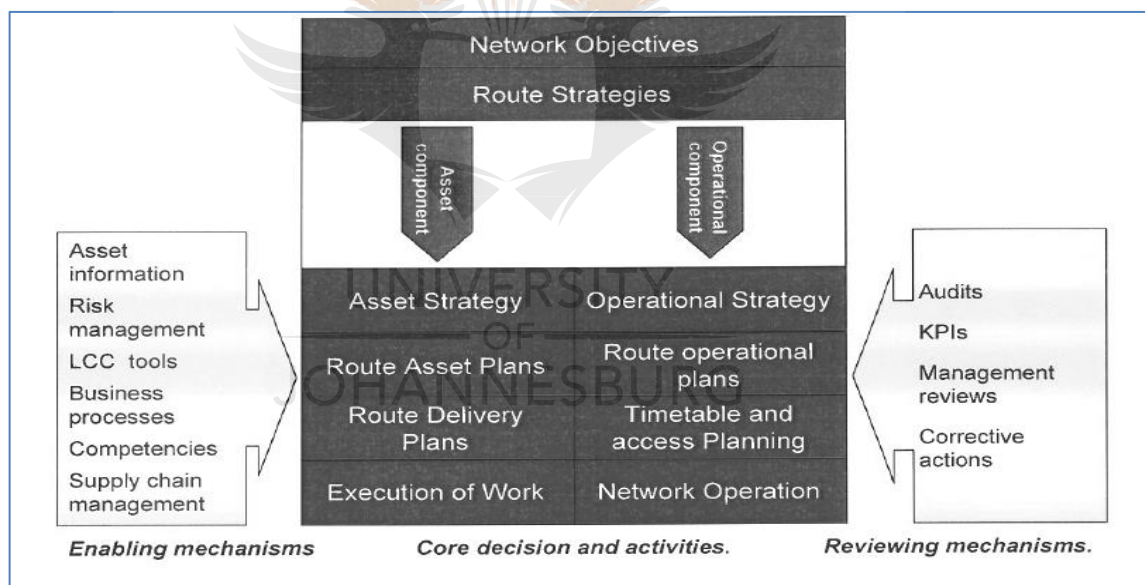 Network Objectives
Route Strategies
Asset
component
Operational
component
Asset
information
Risk
management
LCC tools
Business
processes
Competencies
Supply chain
management
Asset Strategy
Operational Strategy
Route Asset Plans
Route operational
plans
Route Delivery
Plans
Timetable and
access Planning
Execution of Work
Network Operation
Audits
KPIs
Management
reviews
Corrective
actions
UNIVERSITY
OF
JOHANNESBURG
Enabling mechanisms
Core decision and activities.
Reviewing mechanisms.